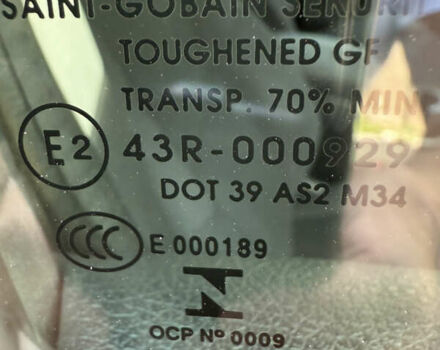 SAINT-GOBAIN SEKURIT
TOUGHENED GF
TRANSP. 70% MIN
E2 43R-000929
DOT 39 AS2 M34
CCC E 000189
OCP Nº 0009